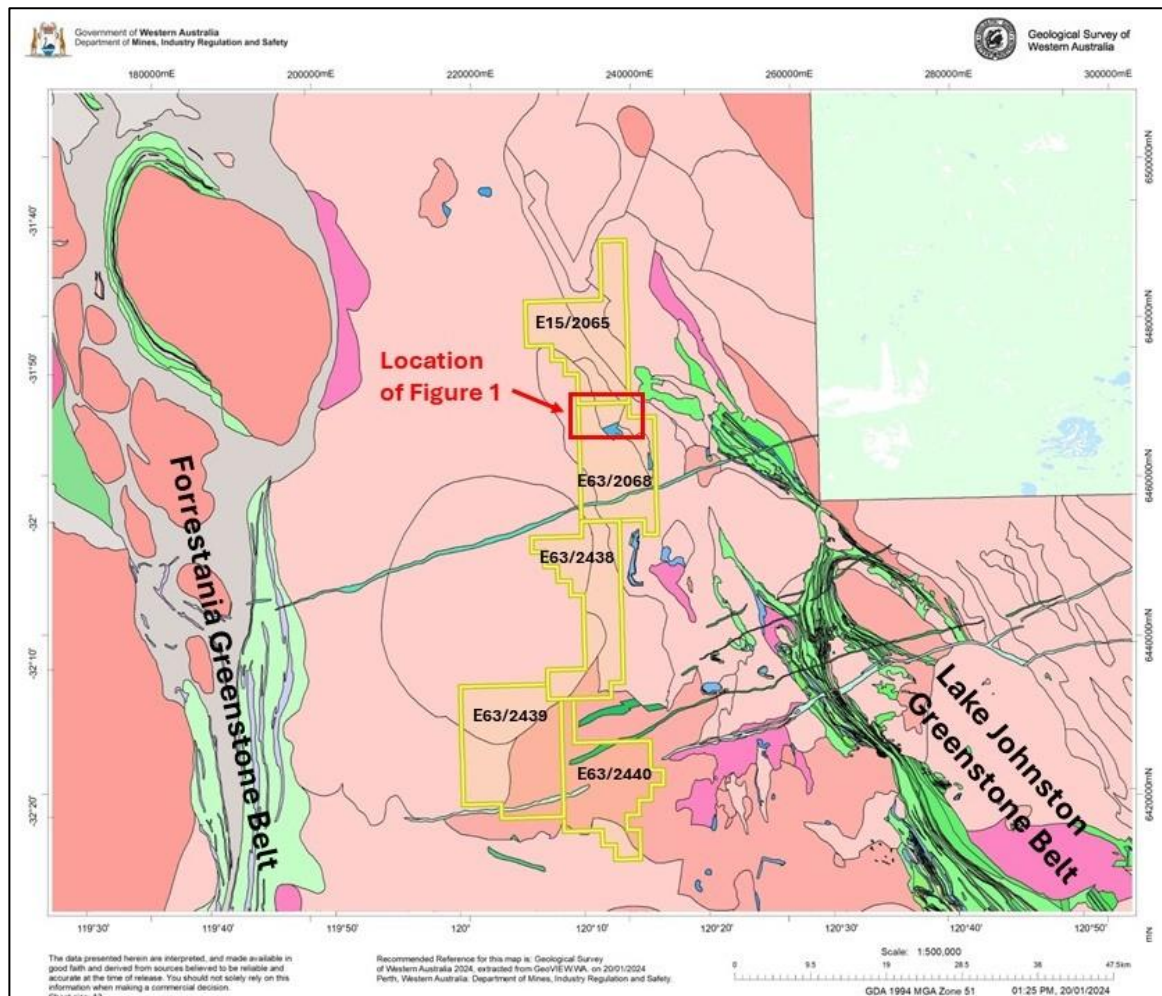 Government of Western Australia
Department of Mines, Industry Regulation and Safety
Geological Survey of
Western Australia
180000mE
200000mE
220000mE
240000mE
260000mE
280000mE
300000mE
6500000mN
6480000mN
6460000mN
6440000mN
6420000mN
mN
-31°40'
-31°50'
-32°
-32°10'
-32°20'
E15/2065
Location
of Figure 1
E63/2068
E63/2438
E63/2439
E63/2440
Forrestania Greenstone Belt
Lake Johnston
Greenstone Belt
119°30'
119°40'
119°50'
120°
120°10'
120°20'
120°30'
120°40'
120°50'
The data presented herein are interpreted, and made available in
good faith and derived from sources believed to be reliable and
accurate at the time of release. You should not solely rely on this
information when making a commercial decision.
Recommended Reference for this map is: Geological Survey
of Western Australia 2024, extracted from GeoVIEW.WA, on 20/01/2024
Perth, Western Australia: Department of Mines, Industry Regulation and Safety.
Scale: 1:500,000
0 9.5 19 28.5 38 47.5km
GDA 1994 MGA Zone 51 01:25 PM, 20/01/2024